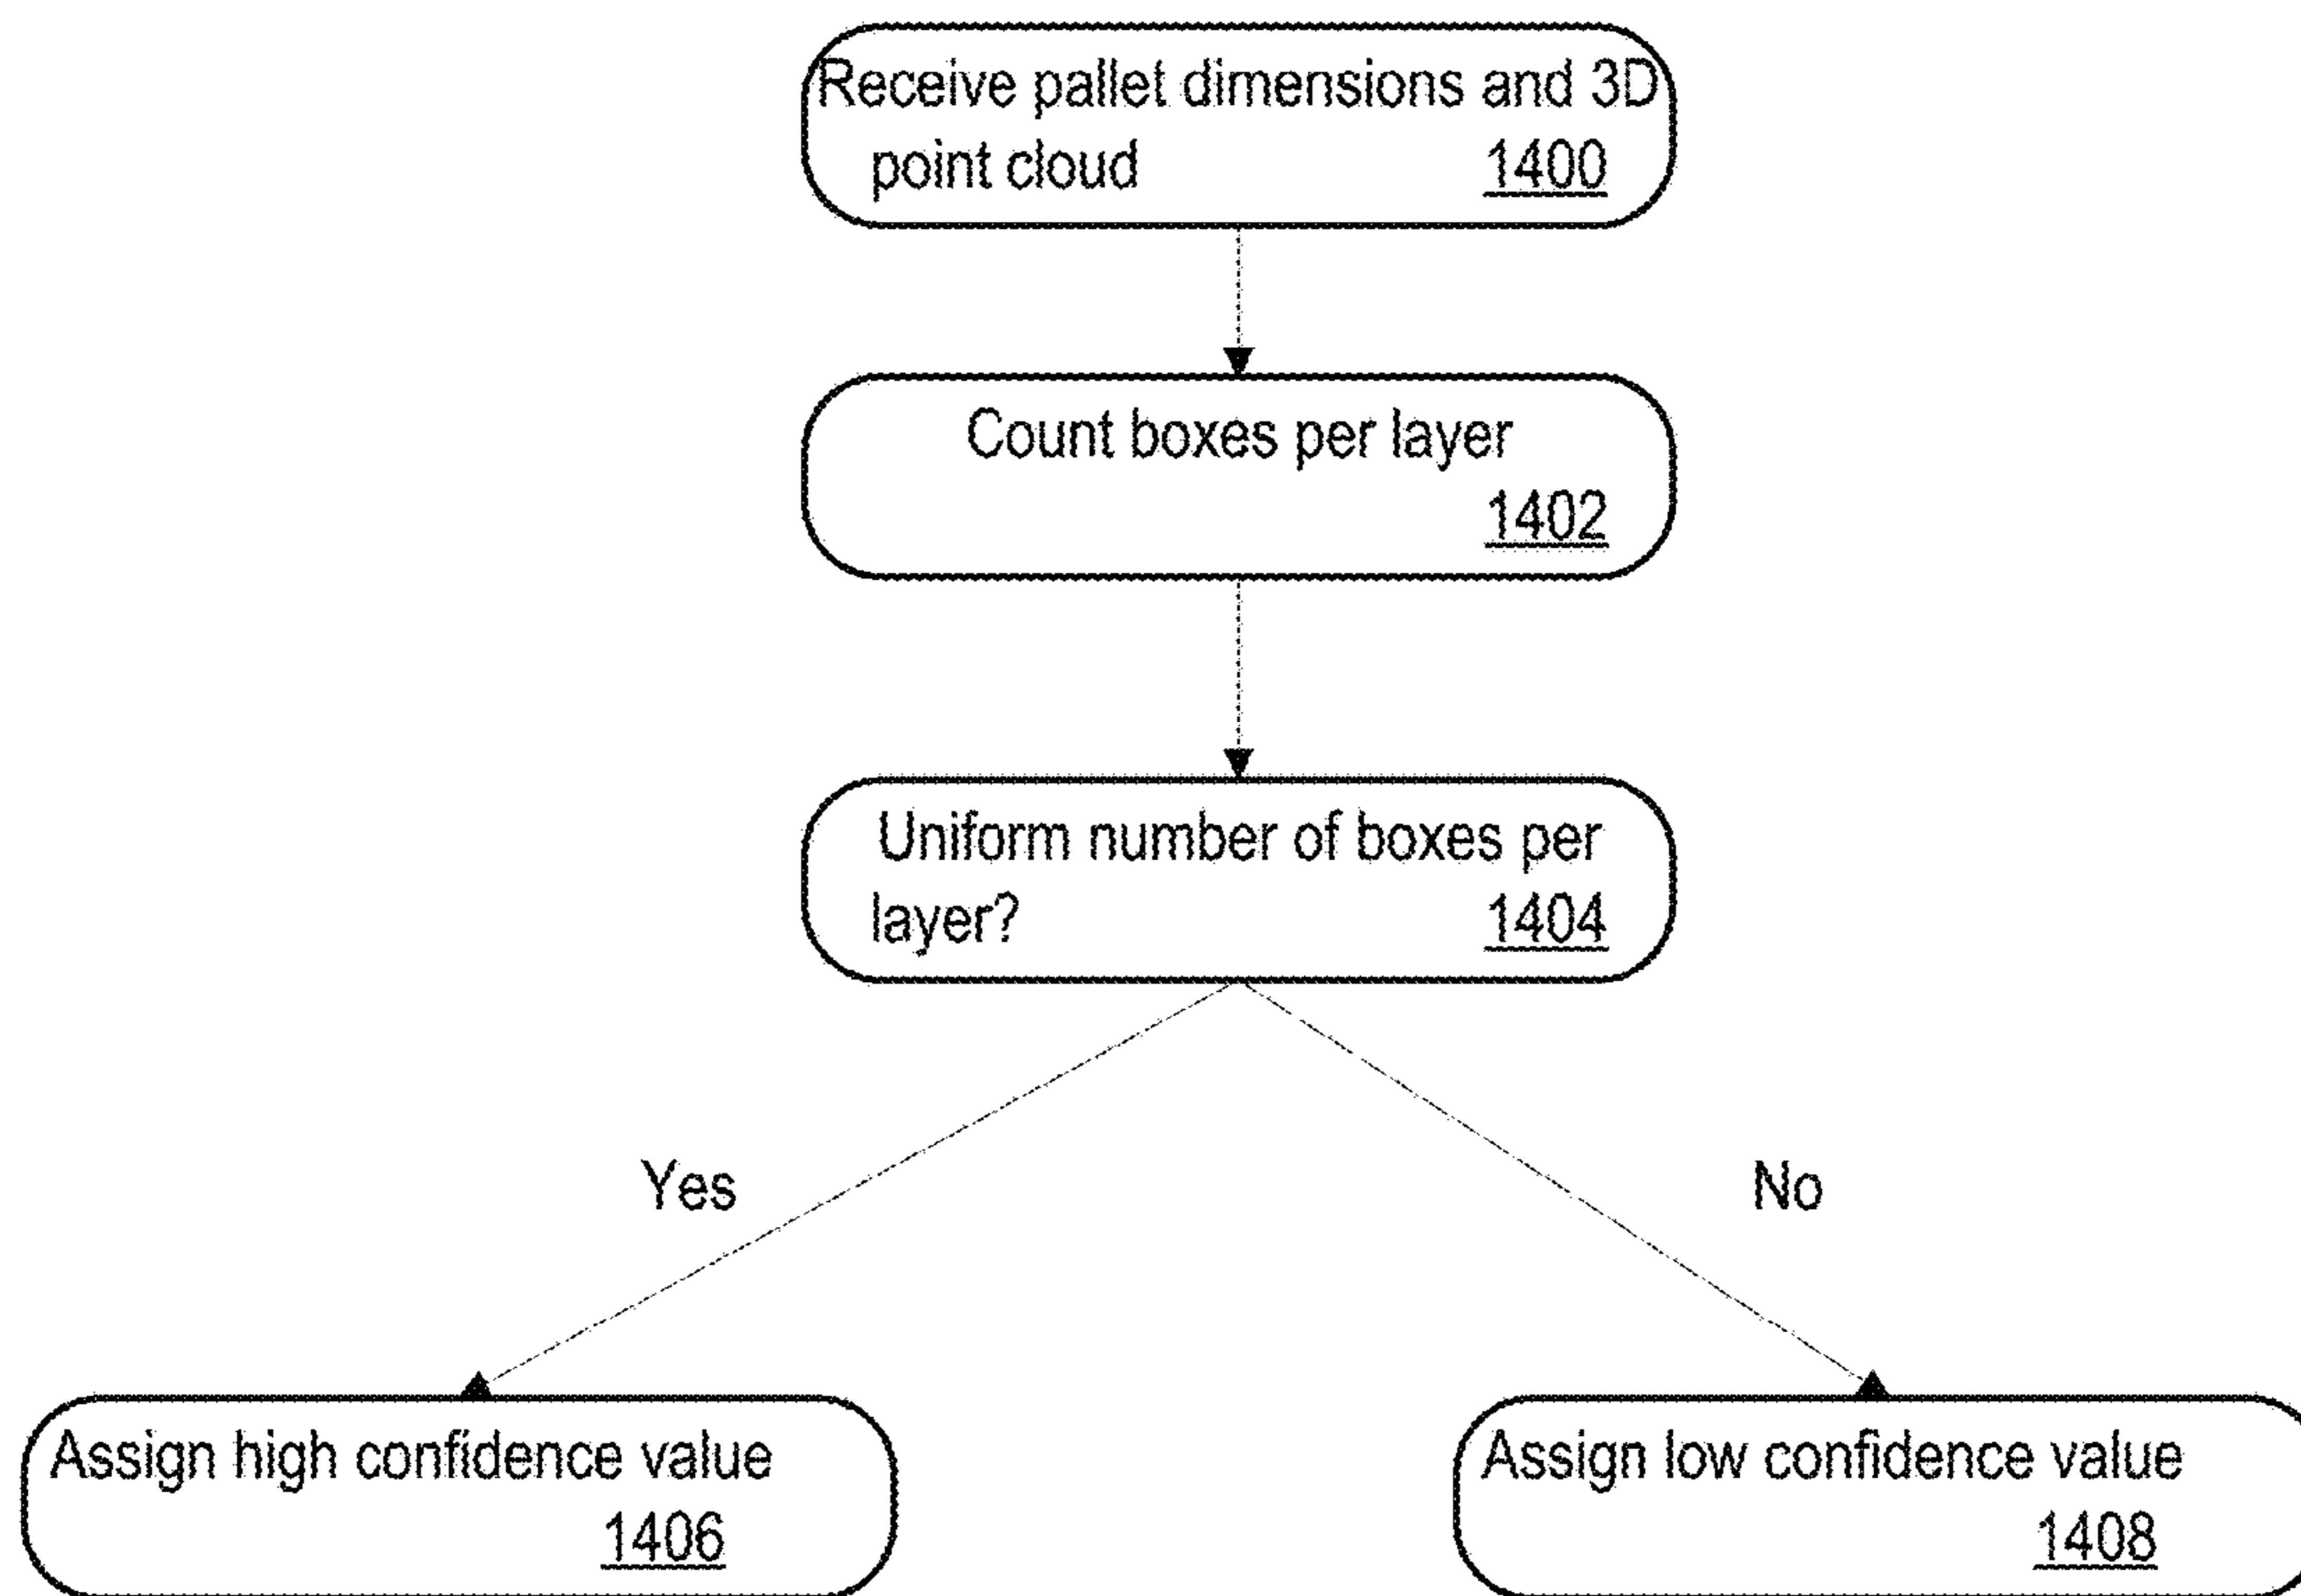 Receive pallet dimensions and 3D
point cloud 1400
Count boxes per layer
1402
Uniform number of boxes per
layer? 1404
Yes
No
Assign high confidence value
1406
Assign low confidence value
1408